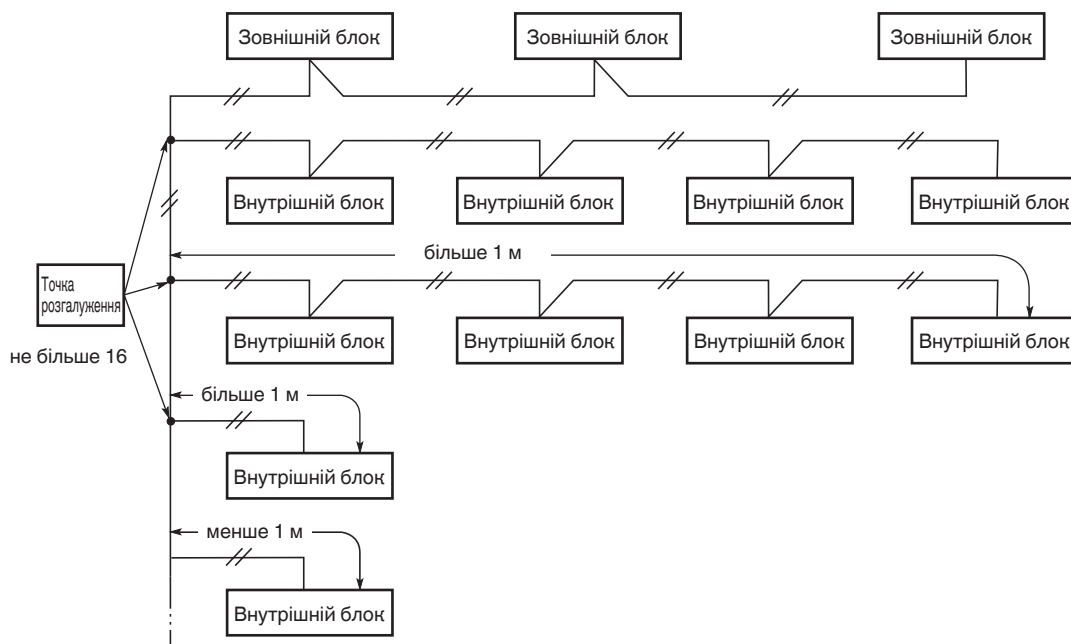 Зовнішній блок
Зовнішній блок
Зовнішній блок
Внутрішній блок
Внутрішній блок
Внутрішній блок
Внутрішній блок
більше 1 м
Точка
розгалуження
не більше 16
Внутрішній блок
Внутрішній блок
Внутрішній блок
Внутрішній блок
більше 1 м
Внутрішній блок
менше 1 м
Внутрішній блок